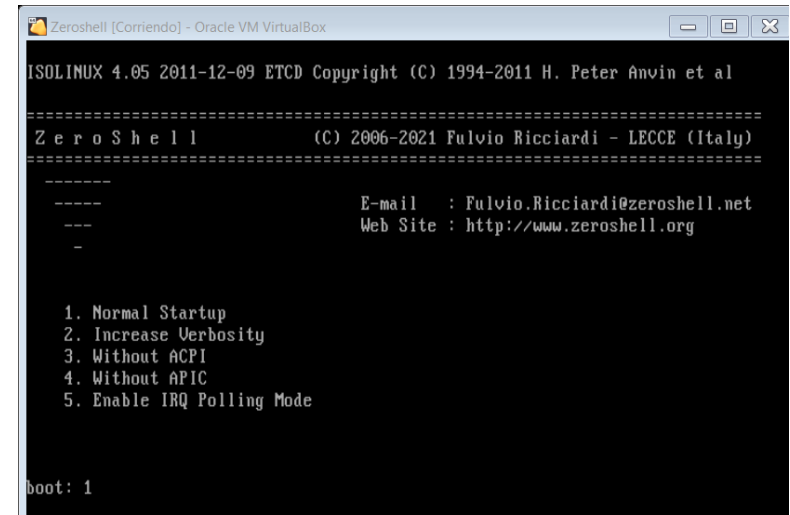 Zeroshell [Corriendo] - Oracle VM VirtualBox
ISOLINUX 4.05 2011-12-09 ETCD Copyright (C) 1994-2011 H. Peter Anvin et al
==============================================================================
Z e r o S h e l l (C) 2006-2021 Fulvio Ricciardi - LECCE (Italy)
==============================================================================
-------
----- E-mail : Fulvio.Ricciardi@zeroshell.net
--- Web Site : http://www.zeroshell.org
-
1. Normal Startup
2. Increase Verbosity
3. Without ACPI
4. Without APIC
5. Enable IRQ Polling Mode
boot: 1